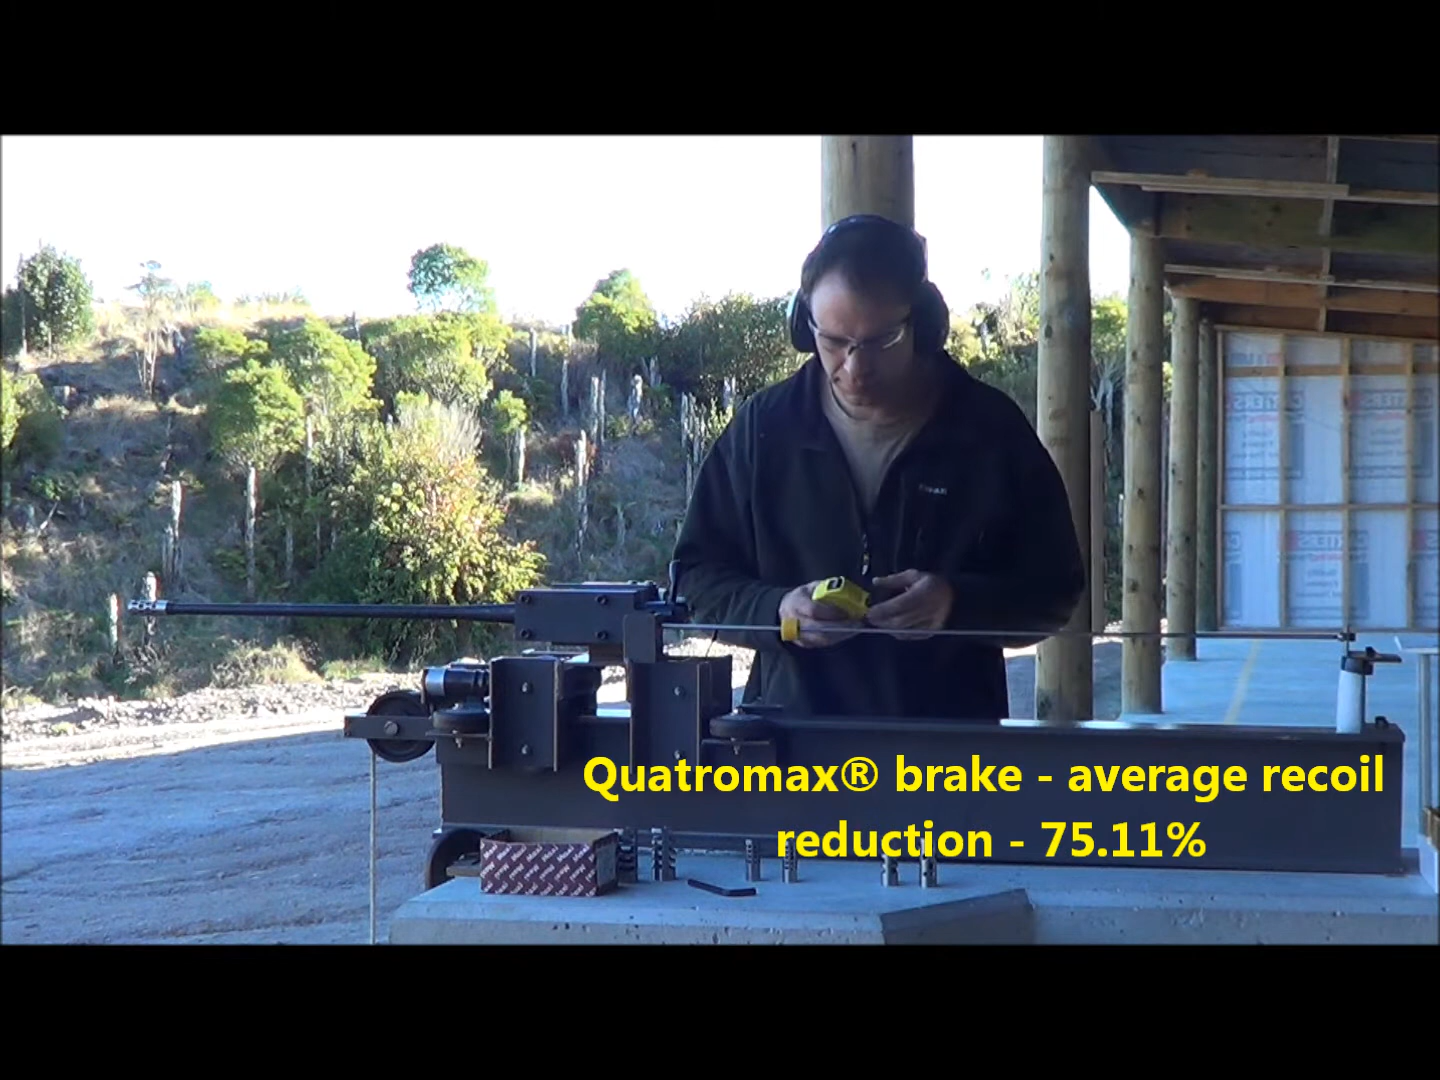 Quatromax® brake - average recoil
reduction - 75.11%